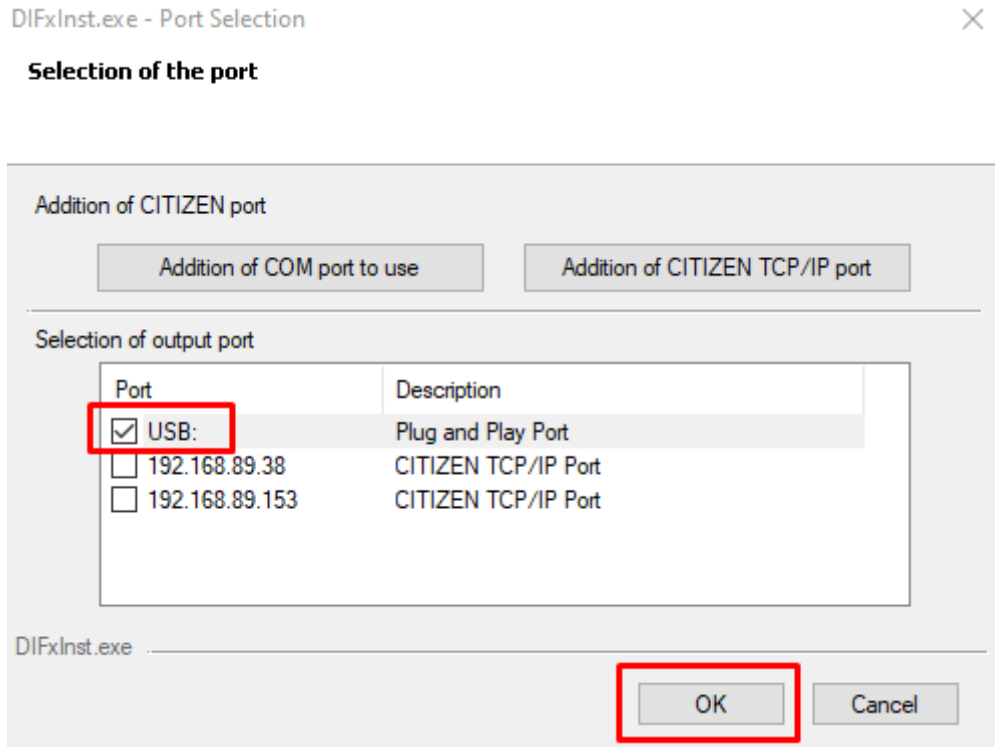 DIFxInst.exe - Port Selection
Selection of the port
Addition of CITIZEN port
Addition of COM port to use
Addition of CITIZEN TCP/IP port
Selection of output port
Port Description
USB: Plug and Play Port
192.168.89.38 CITIZEN TCP/IP Port
192.168.89.153 CITIZEN TCP/IP Port
DIFxInst.exe
OK Cancel